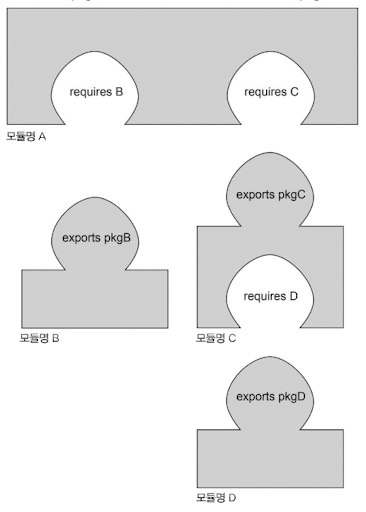 requires B
requires C
모듈명 A
exports pkgC
exports pkgB
requires D
모듈명 B
모듈명 C
exports pkgD
모듈명 D